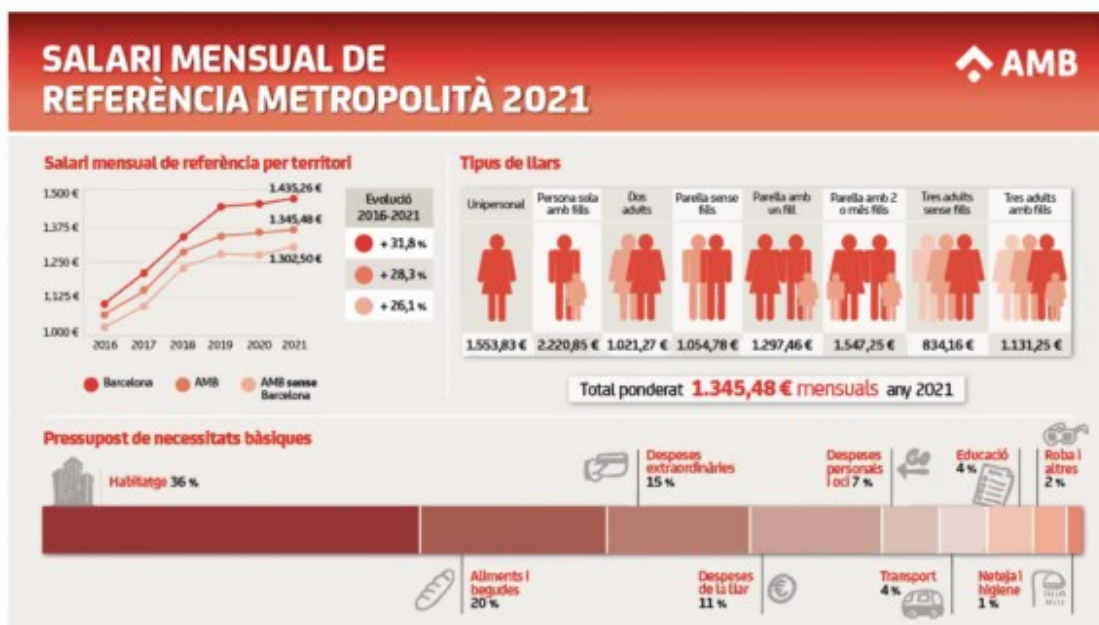 SALARI MENSUAL DE
REFERÈNCIA METROPOLITÀ 2021
AMB
Salari mensual de referència per territori
1.500 €
1.375 €
1.250 €
1.125 €
1.000 €
1.435,26 €
1.345,48 €
1.302,50 €
2016 2017 2018 2019 2020 2021
Barcelona
AMB
AMB sense
Barcelona
Evolució
2016-2021
+ 31,8 %
+ 28,3 %
+ 26,1 %
Tipus de llars
Unipersonal
Persona sola
amb fills
Dos
adults
Parella sense
fills
Parella amb
un fill
Parella amb 2
o més fills
Tres adults
sense fills
Tres adults
amb fills
1.553,83 € 2.220,85 € 1.021,27 € 1.054,78 € 1.297,46 € 1.547,25 € 834,16 € 1.131,25 €
Total ponderat 1.345,48 € mensuals any 2021
Pressupost de necessitats bàsiques
Habitatge 36 %
Despeses
extraordinàries
15 %
Despeses
personals
i oci 7 %
Go
Educació
4 %
Roba i
altres
2 %
Aliments i
begudes
20 %
Despeses
de la llar
11 %
€
Transport
4 %
Neteja i
higiene
1 %